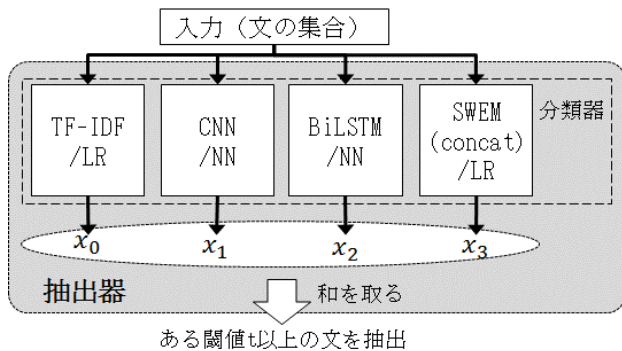 入力（文の集合）
TF-IDF
/LR
CNN
/NN
BiLSTM
/NN
SWEM
(concat)
/LR
分類器
x₀
x₁
x₂
x₃
抽出器
和を取る
ある閾値t以上の文を抽出